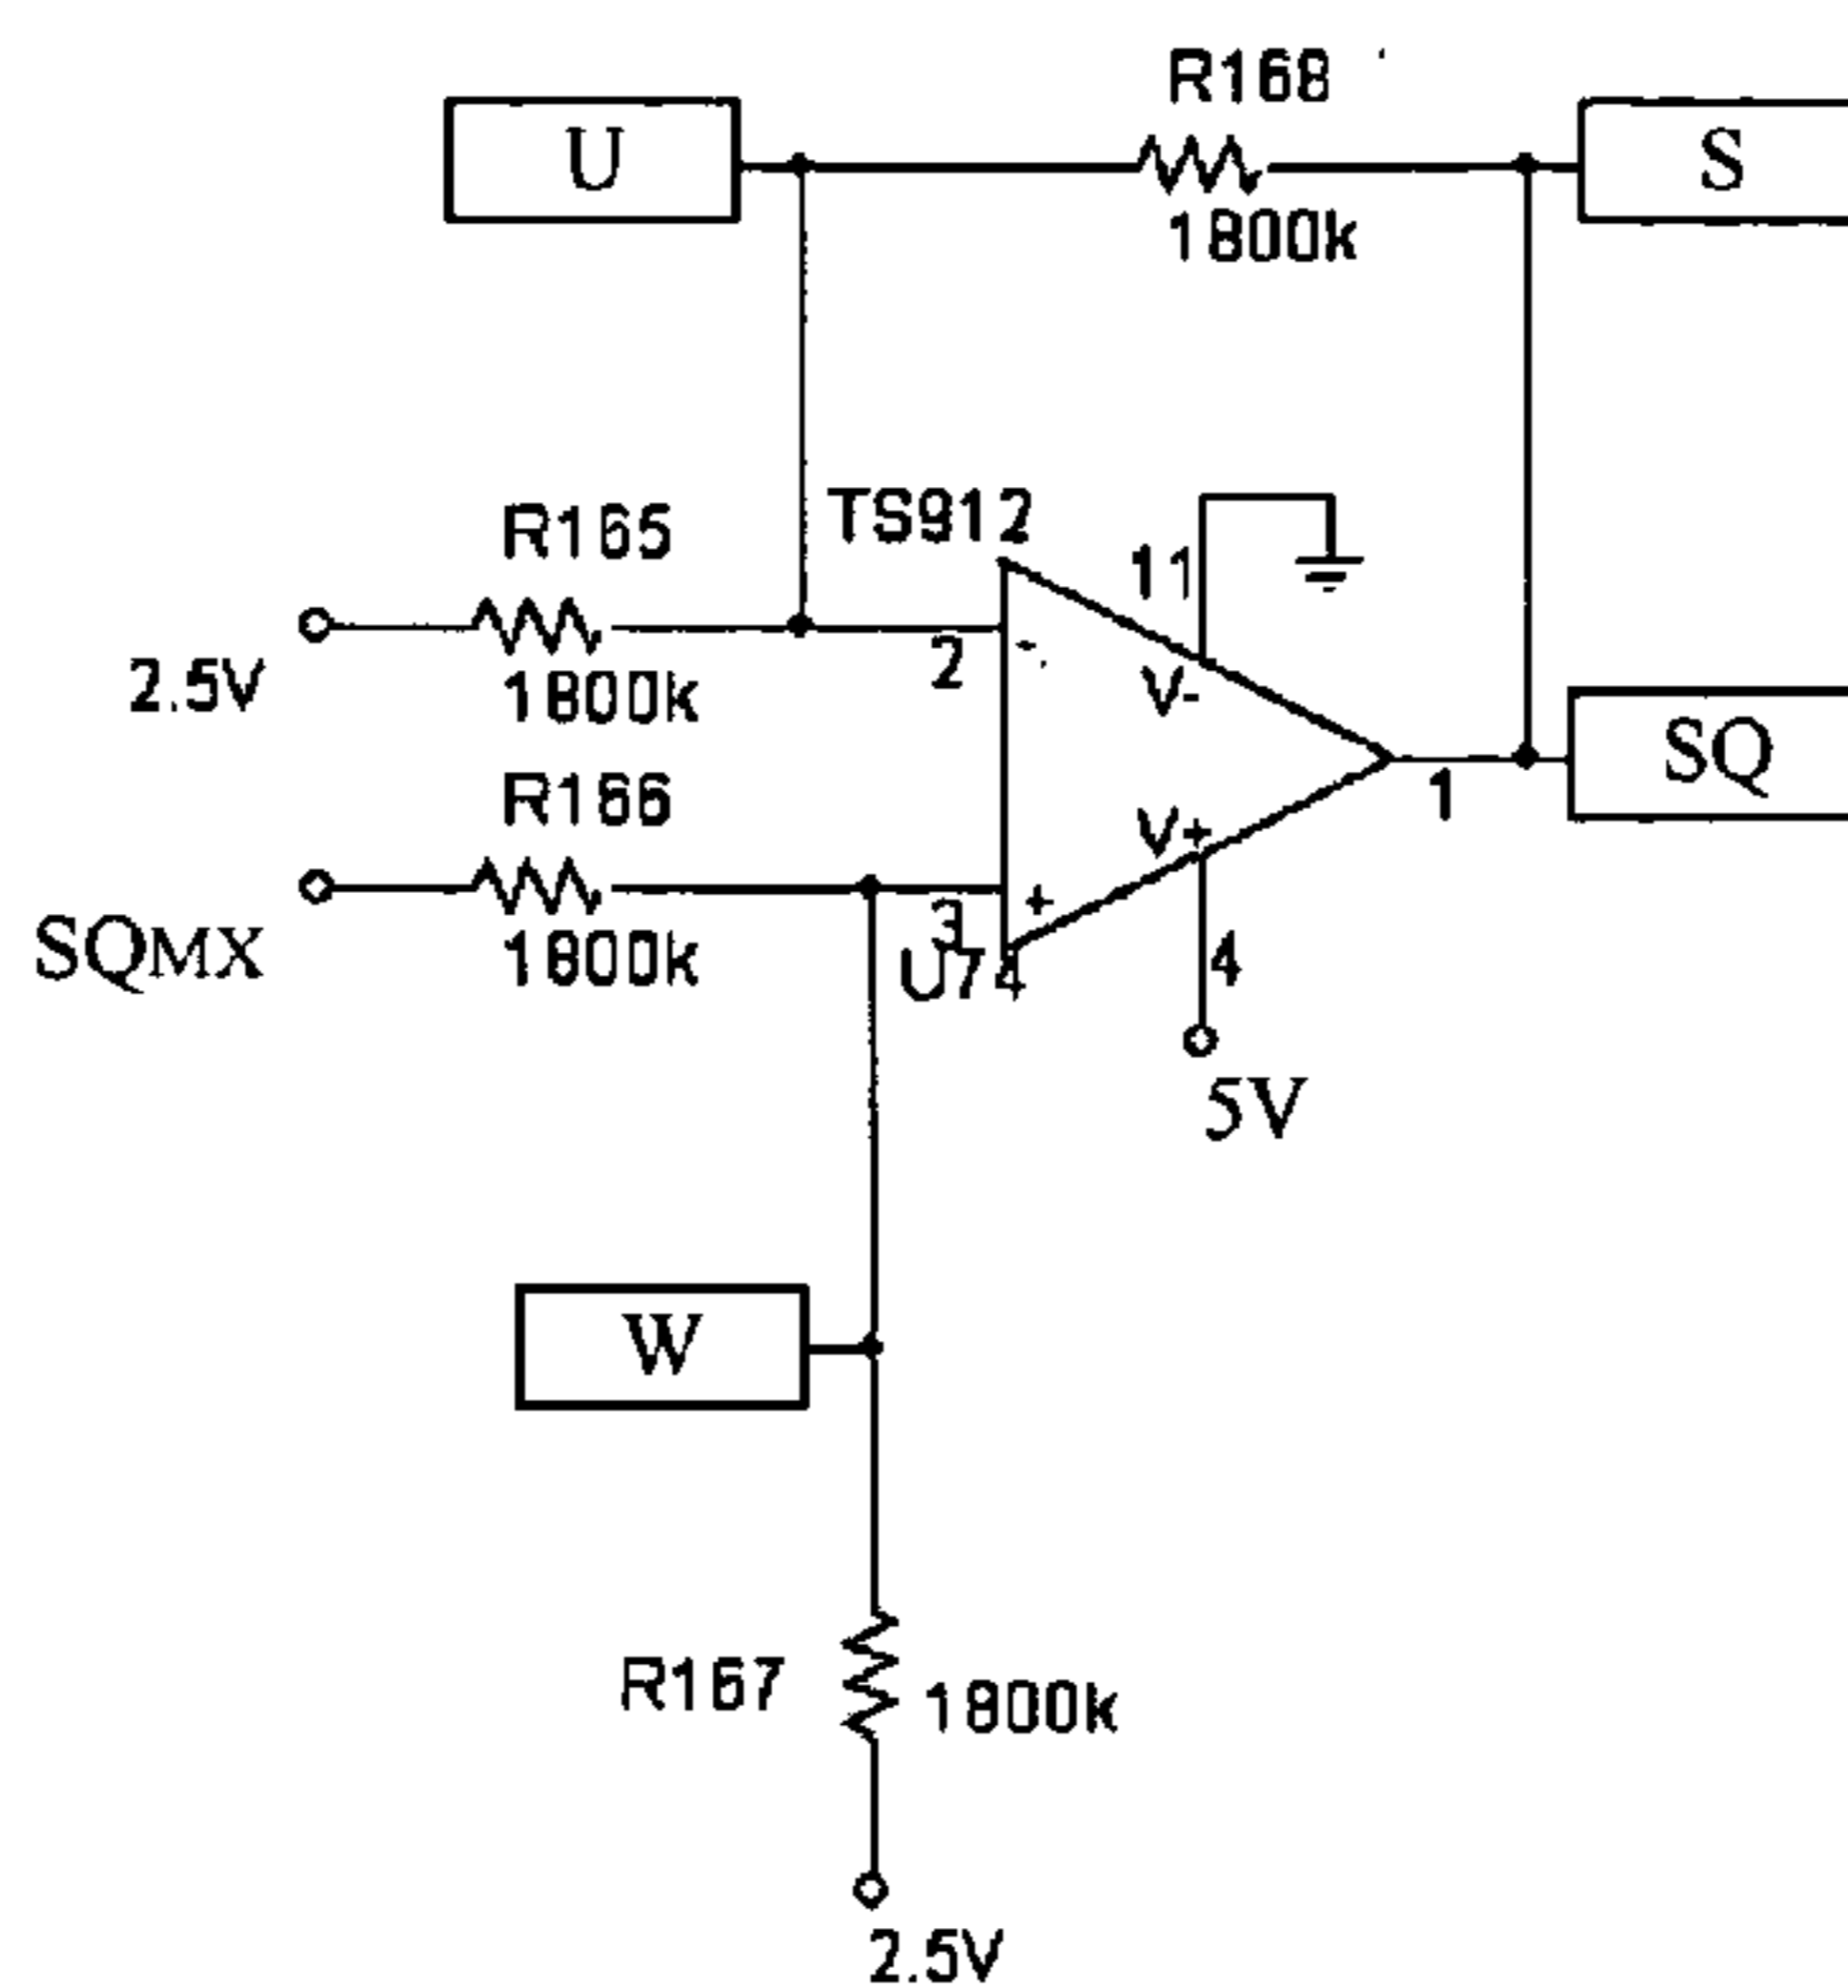 R168
U
S
1800k
R165
TS912
11
2.5V
1800k
2
-
V-
SQ
R166
V+
1
SQMX
1800k
3
+
U74
4
5V
W
R167
1800k
2.5V